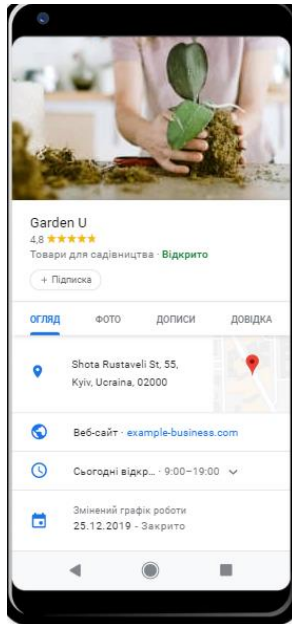 Garden U
4,8
Товари для садівництва · Відкрито
+ Підписка
ОГЛЯД ФОТО ДОПИСИ ДОВІДКА
Shota Rustaveli St, 55,
Kyiv, Ucraina, 02000
Веб-сайт · example-business.com
Сьогодні відкр... · 9:00–19:00
Змінений графік роботи
25.12.2019 - Закрито